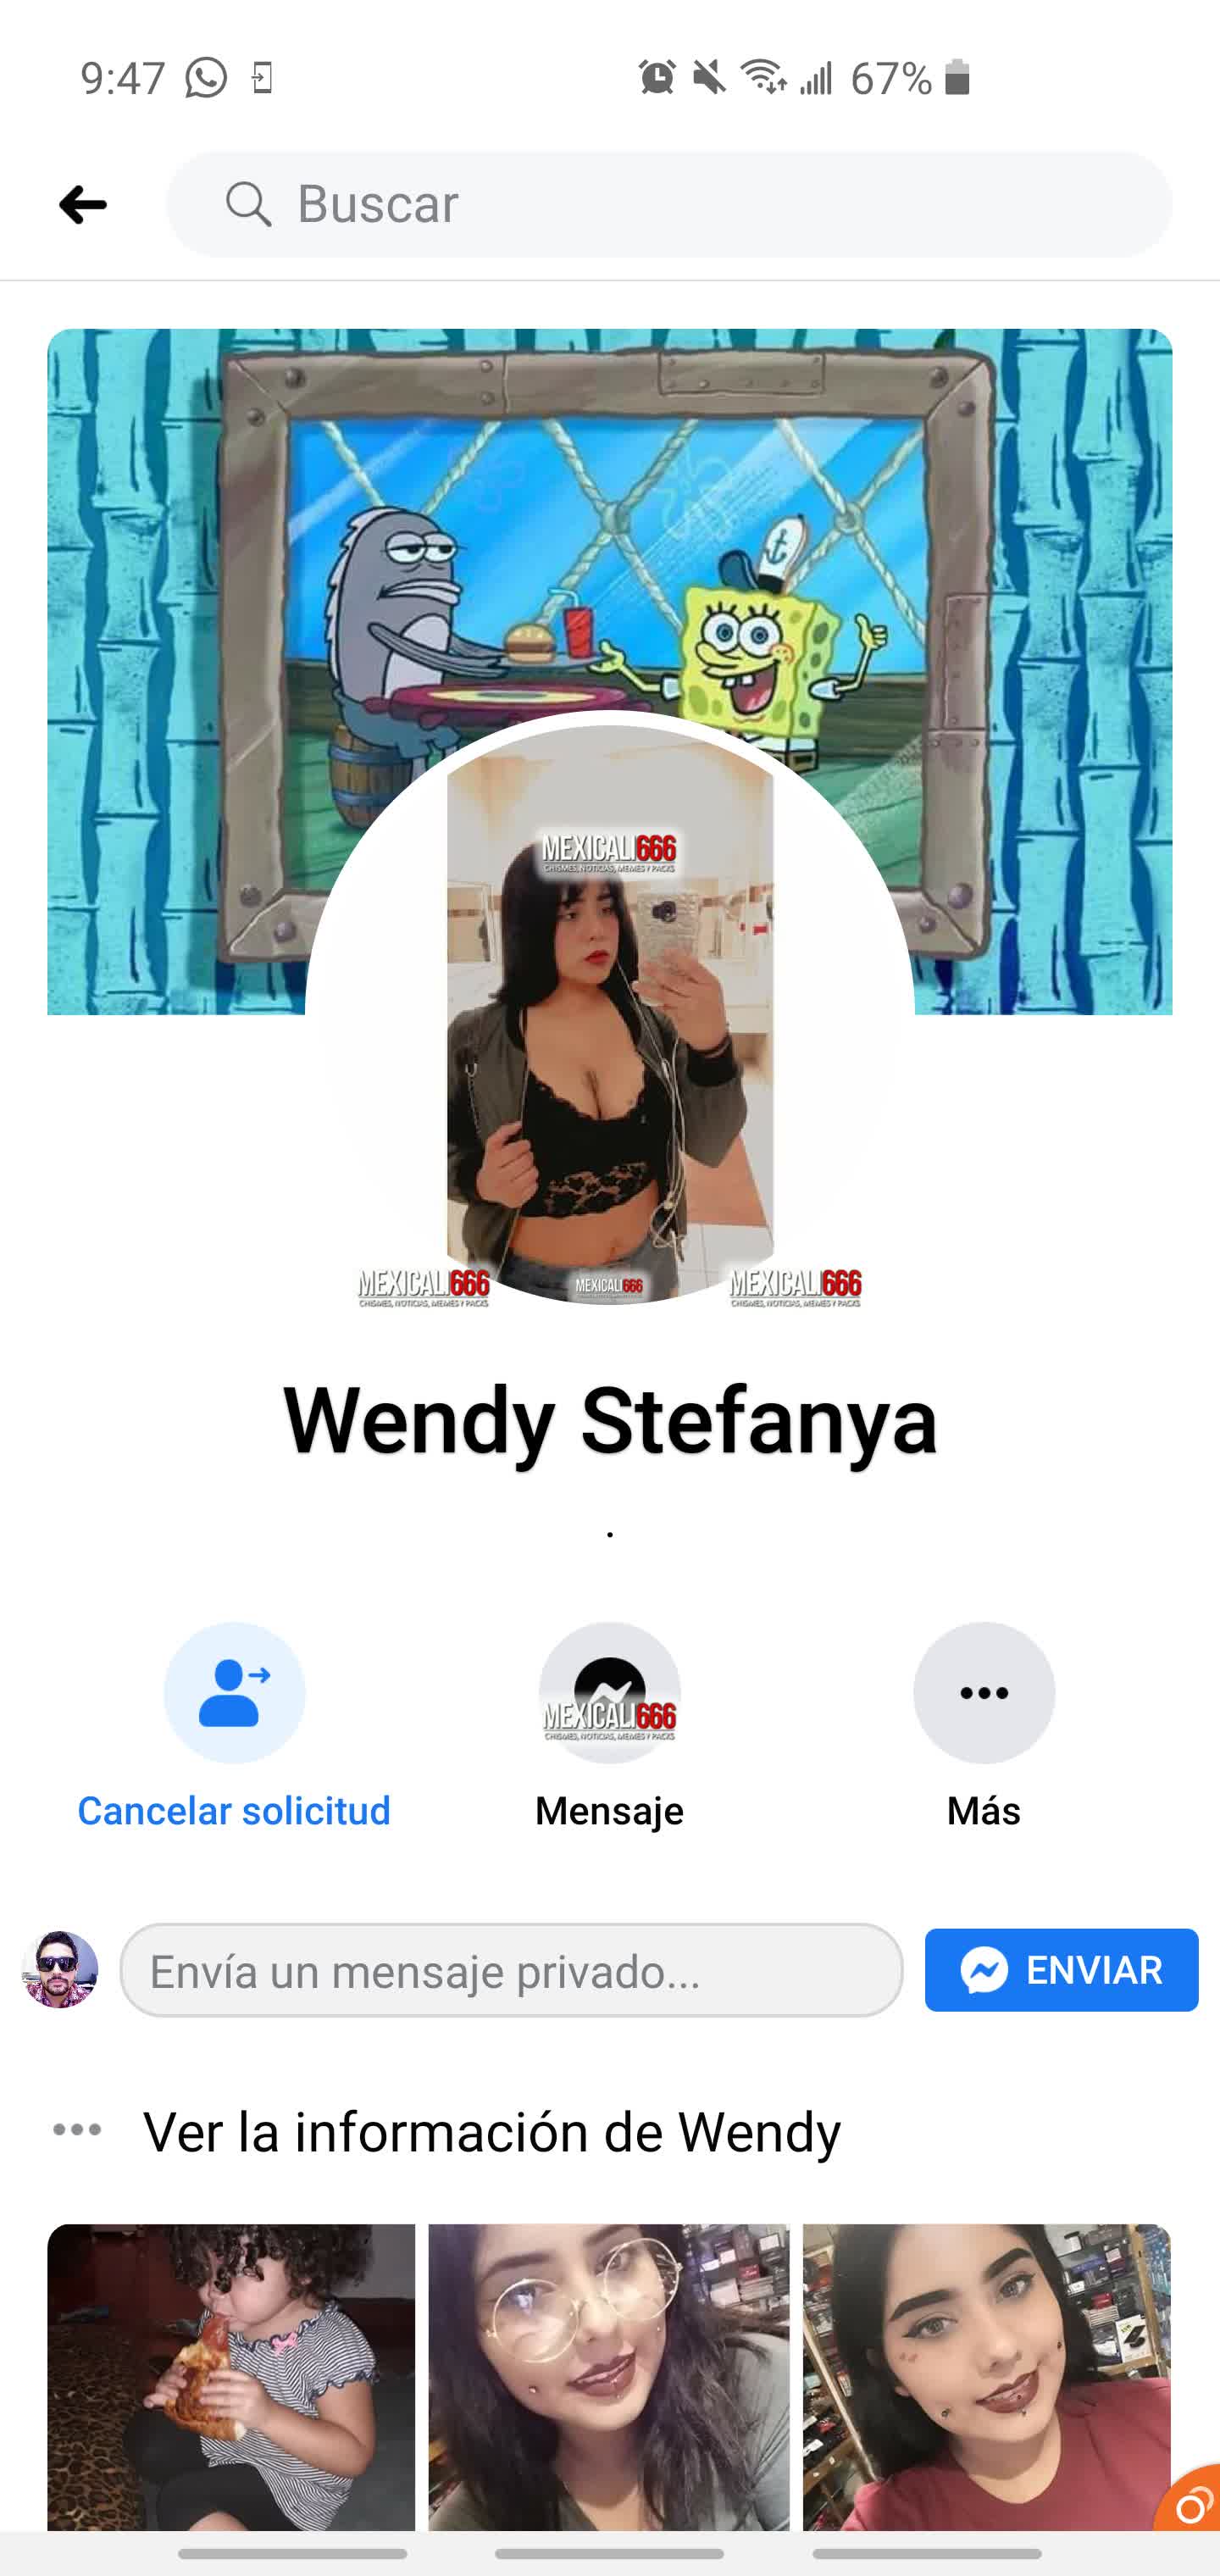 9:47
67%
Buscar
MEXICALI666
CHISMES, NOTICIAS, MEMES Y PACKS
MEXICALI666
CHISMES, NOTICIAS, MEMES Y PACKS
MEXICALI666
MEXICALI666
CHISMES, NOTICIAS, MEMES Y PACKS
Wendy Stefanya
.
MEXICALI666
CHISMES, NOTICIAS, MEMES Y PACKS
Cancelar solicitud
Mensaje
Más
Envía un mensaje privado...
ENVIAR
Ver la información de Wendy